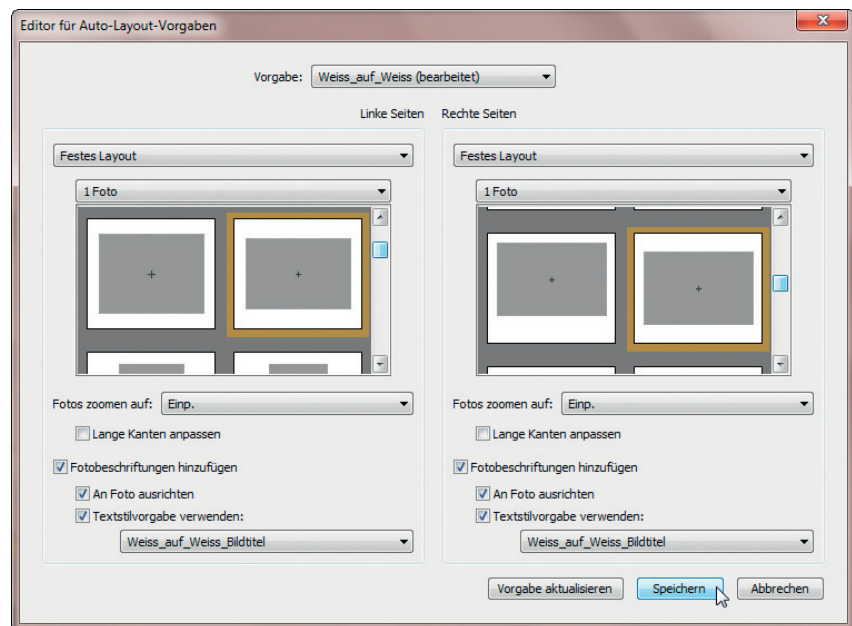 Editor für Auto-Layout-Vorgaben
Vorgabe: Weiss_auf_Weiss (bearbeitet)
Linke Seiten Rechte Seiten
Festes Layout
1 Foto
Fotos zoomen auf: Einp.
Lange Kanten anpassen
Fotobeschriftungen hinzufügen
An Foto ausrichten
Textstilvorgabe verwenden:
Weiss_auf_Weiss_Bildtitel
Festes Layout
1 Foto
Fotos zoomen auf: Einp.
Lange Kanten anpassen
Fotobeschriftungen hinzufügen
An Foto ausrichten
Textstilvorgabe verwenden:
Weiss_auf_Weiss_Bildtitel
Vorgabe aktualisieren Speichern Abbrechen